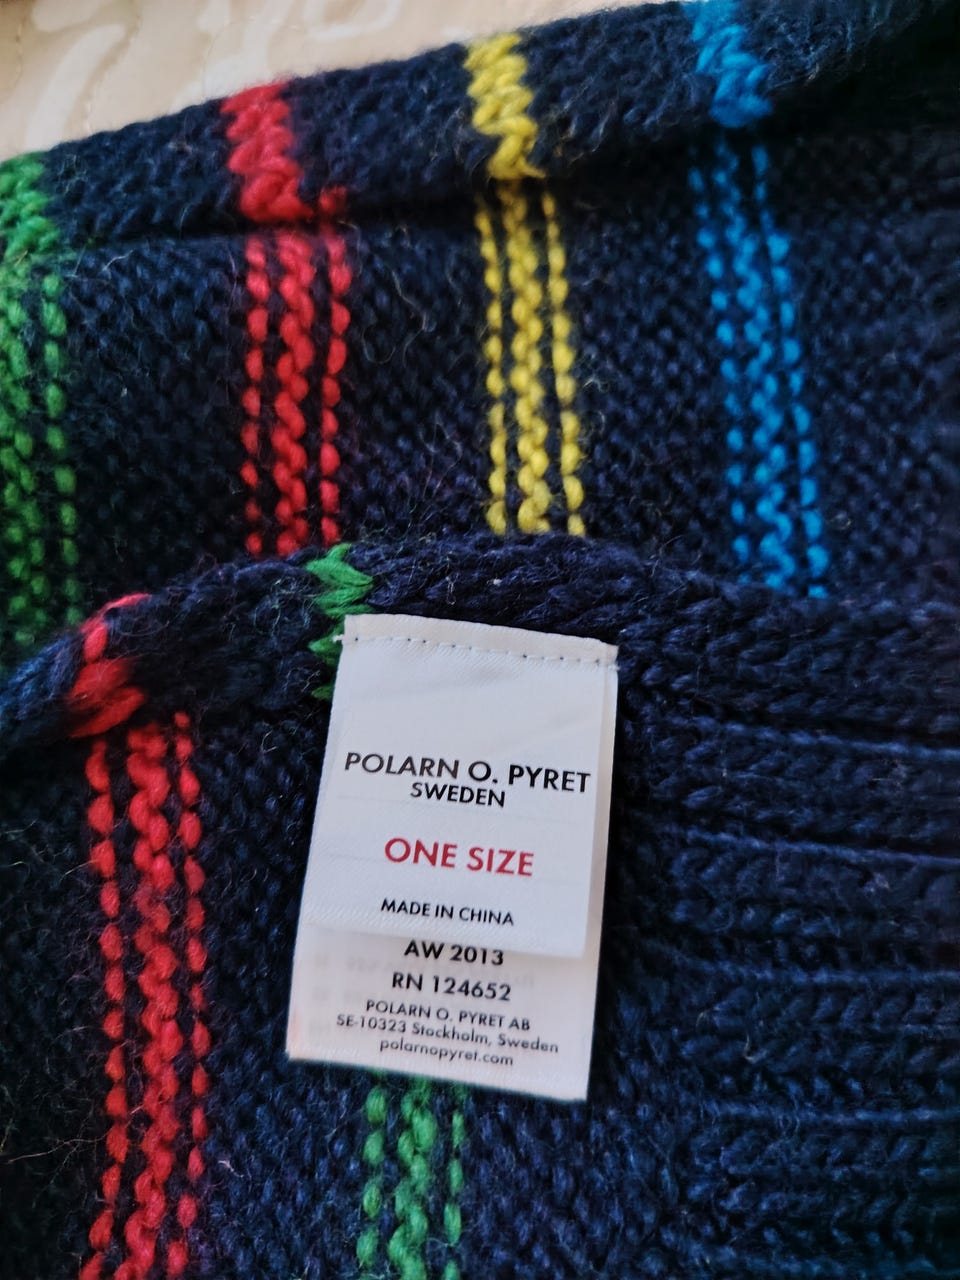 POLARN O. PYRET
SWEDEN
ONE SIZE
MADE IN CHINA
AW 2013
RN 124652
POLARN O. PYRET AB
SE-10323 Stockholm, Sweden
polarnopyret.com